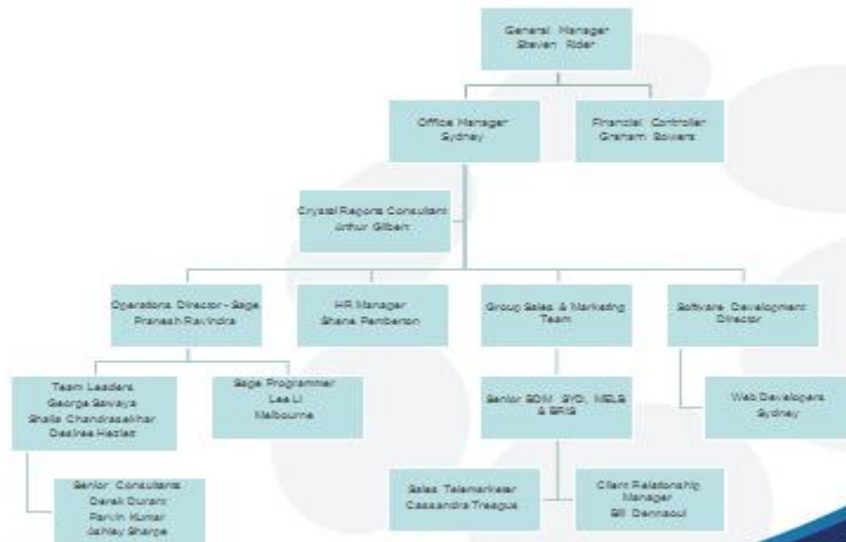 General Manager
Steven Rider
Office Manager
Sydney
Financial Controller
Graham Bowers
Crystal Reports Consultant
Arthur Gilbert
Operations Director - Sage
Pranesh Ravindra
HR Manager
Shane Pemberton
Group Sales & Marketing
Team
Software Development
Director
Team Leaders
George Sawaya
Shaila Chandrasekhar
Desiree
Sage Programmer
Lee Li
Melbourne
Senior BDM SYD, MELB
& BRIS
Web Developers
Sydney
Senior Consultants
Derek Durant
Parvin Kumar
Ashley Sharpe
Sales Telemarketer
Cassandra Treagus
Client Relationship
Manager
Bill Dennaoui